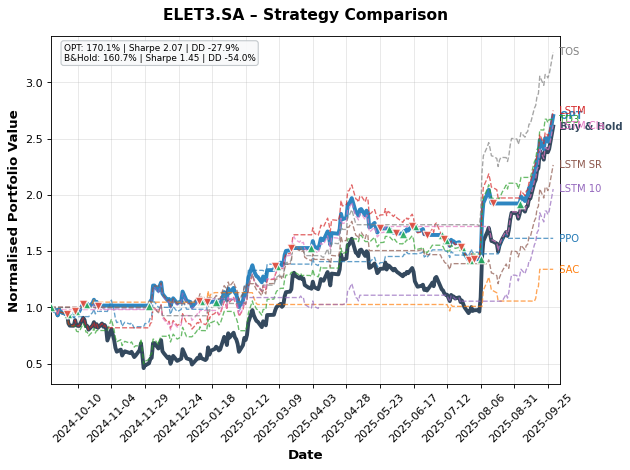 ELET3.SA – Strategy Comparison
OPT: 170.1% | Sharpe 2.07 | DD -27.9%
B&Hold: 160.7% | Sharpe 1.45 | DD -54.0%
Normalised Portfolio Value
3.0
2.5
2.0
1.5
1.0
0.5
TOS
LSTM
OPT
Buy & Hold
LSTM SR
LSTM 10
PPO
SAC
2024-10-10
2024-11-04
2024-11-29
2024-12-24
2025-01-18
2025-02-12
2025-03-09
2025-04-03
2025-04-28
2025-05-23
2025-06-17
2025-07-12
2025-08-06
2025-08-31
2025-09-25
Date